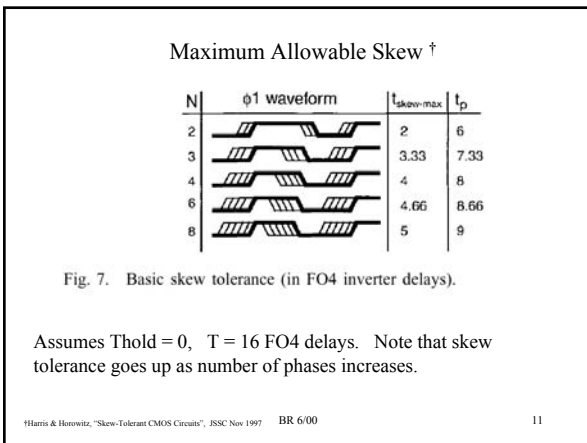 Maximum Allowable Skew †
N ϕ1 waveform tskew-max tp
2 2 6
3 3.33 7.33
4 4 8
6 4.66 8.66
8 5 9
Fig. 7. Basic skew tolerance (in FO4 inverter delays).
Assumes Thold = 0, T = 16 FO4 delays. Note that skew
tolerance goes up as number of phases increases.
†Harris & Horowitz, "Skew-Tolerant CMOS Circuits", JSSC Nov 1997 BR 6/00 11